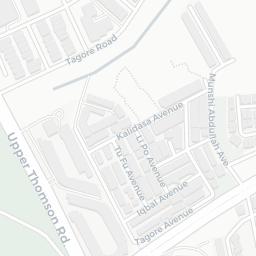 Tagore Road
Munshi Abdullah Ave
Kalidasa Avenue
Li Po Avenue
Tu Fu Avenue
Upper Thomson Rd
Iqbal Avenue
Tagore Avenue